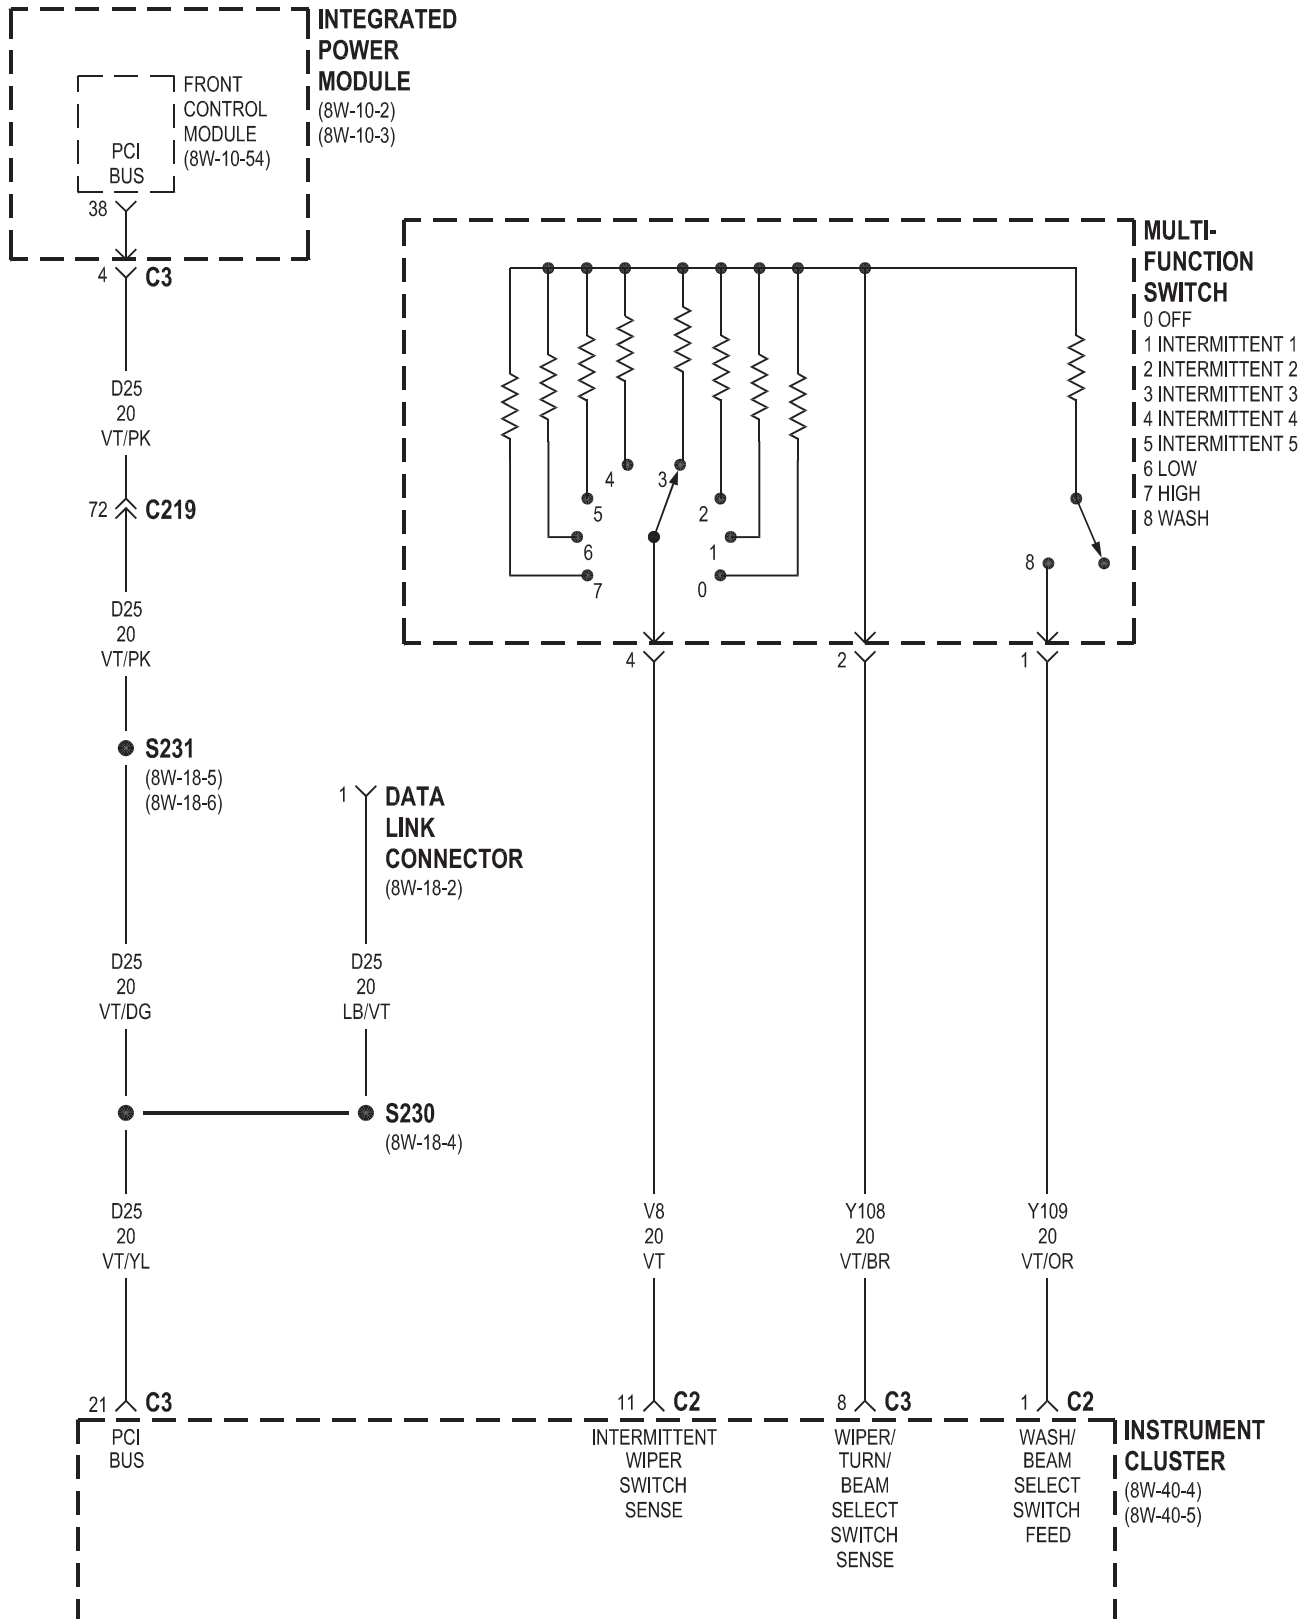 INTEGRATED
POWER
MODULE
(8W-10-2)
(8W-10-3)
FRONT
CONTROL
MODULE
(8W-10-54)
PCI
BUS
38
4 C3
D25
20
VT/PK
72 C219
D25
20
VT/PK
S231
(8W-18-5)
(8W-18-6)
1 DATA
LINK
CONNECTOR
(8W-18-2)
D25
20
VT/DG
D25
20
LB/VT
S230
(8W-18-4)
D25
20
VT/YL
21 C3
PCI
BUS
MULTI-
FUNCTION
SWITCH
0 OFF
1 INTERMITTENT 1
2 INTERMITTENT 2
3 INTERMITTENT 3
4 INTERMITTENT 4
5 INTERMITTENT 5
6 LOW
7 HIGH
8 WASH
4
3
5
2
6
1
7
0
8
4
2
1
V8
20
VT
Y108
20
VT/BR
Y109
20
VT/OR
11 C2
INTERMITTENT
WIPER
SWITCH
SENSE
8 C3
WIPER/
TURN/
BEAM
SELECT
SWITCH
SENSE
1 C2
WASH/
BEAM
SELECT
SWITCH
FEED
INSTRUMENT
CLUSTER
(8W-40-4)
(8W-40-5)